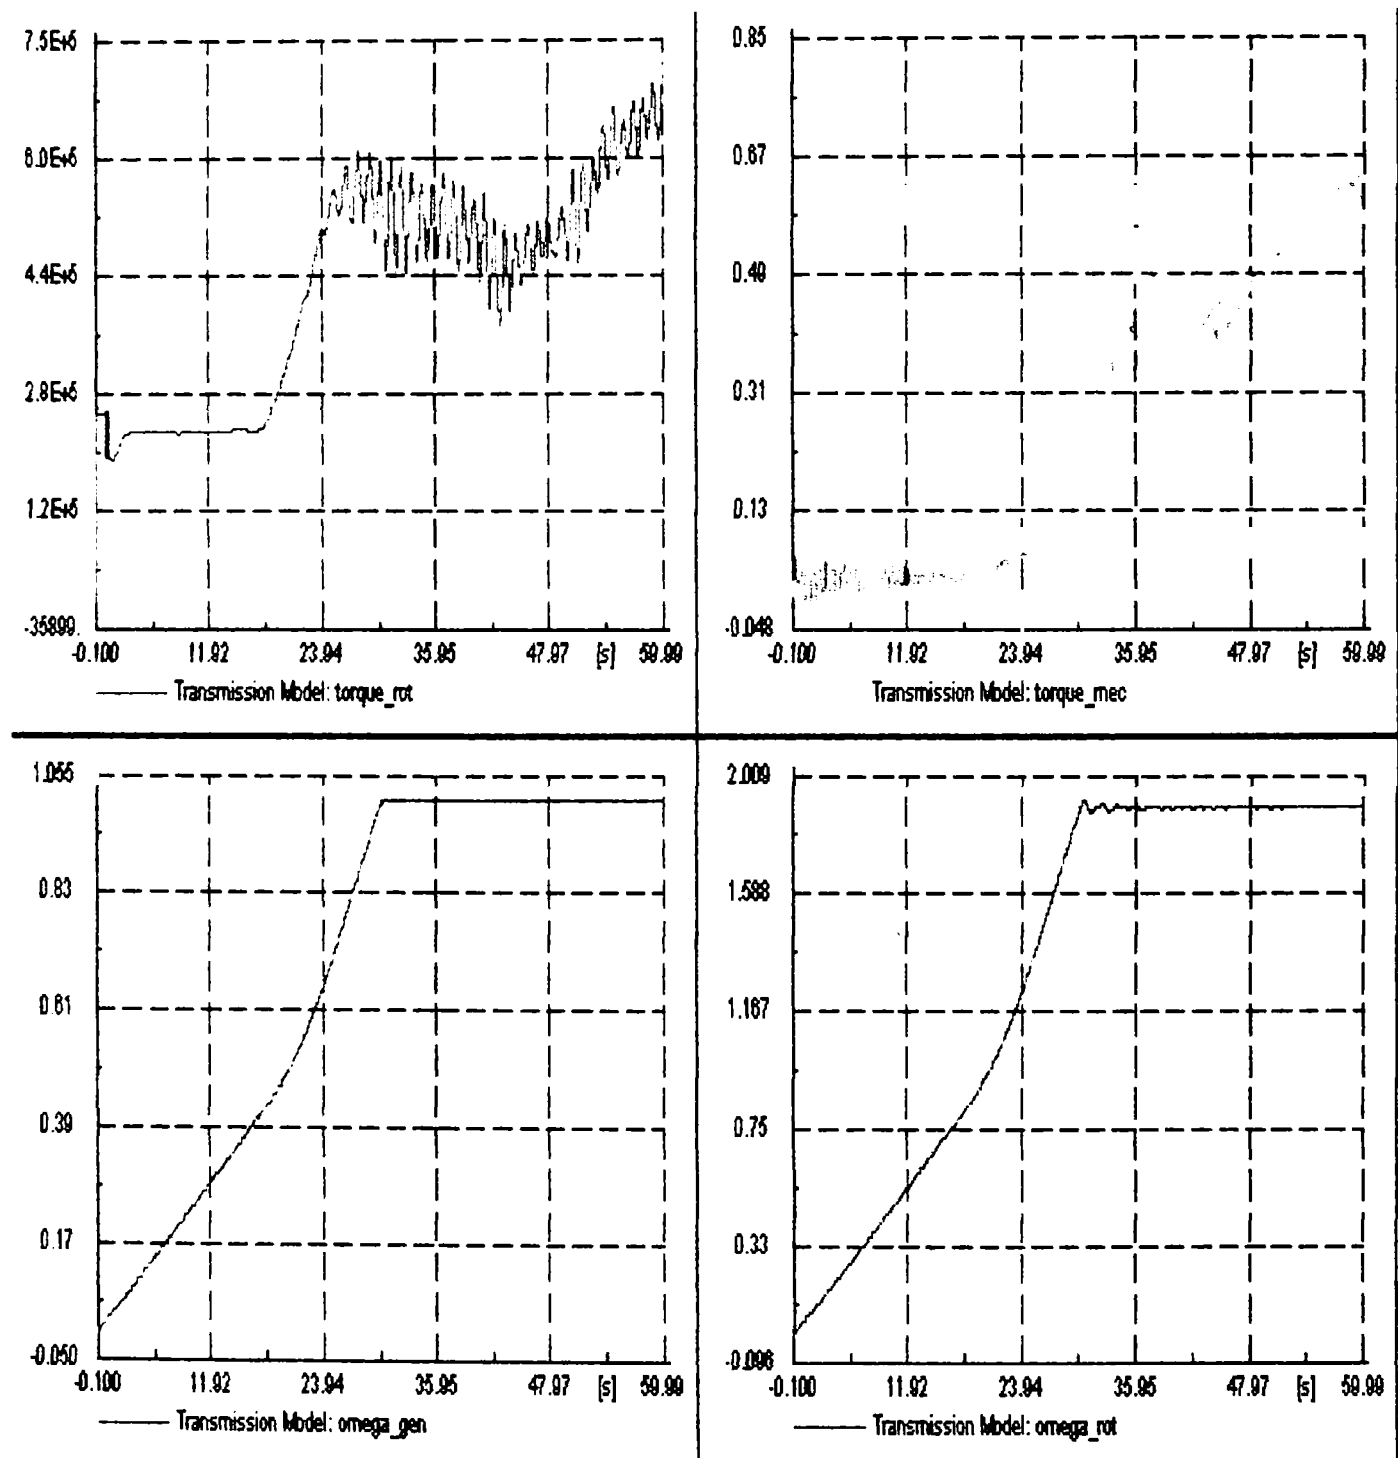 7.5E+5
6.0E+5
4.4E+5
2.8E+5
1.2E+5
-35899.
-0.100 11.92 23.94 35.95 47.97 [s] 59.99
Transmission Model: torque_rot
0.85
0.67
0.49
0.31
0.13
-0.048
-0.100 11.92 23.94 35.95 47.97 [s] 59.99
Transmission Model: torque_mec
1.055
0.83
0.61
0.39
0.17
-0.050
-0.100 11.92 23.94 35.95 47.97 [s] 59.99
Transmission Model: omega_gen
2.009
1.588
1.167
0.75
0.33
-0.096
-0.100 11.92 23.94 35.95 47.97 [s] 59.99
Transmission Model: omega_rot